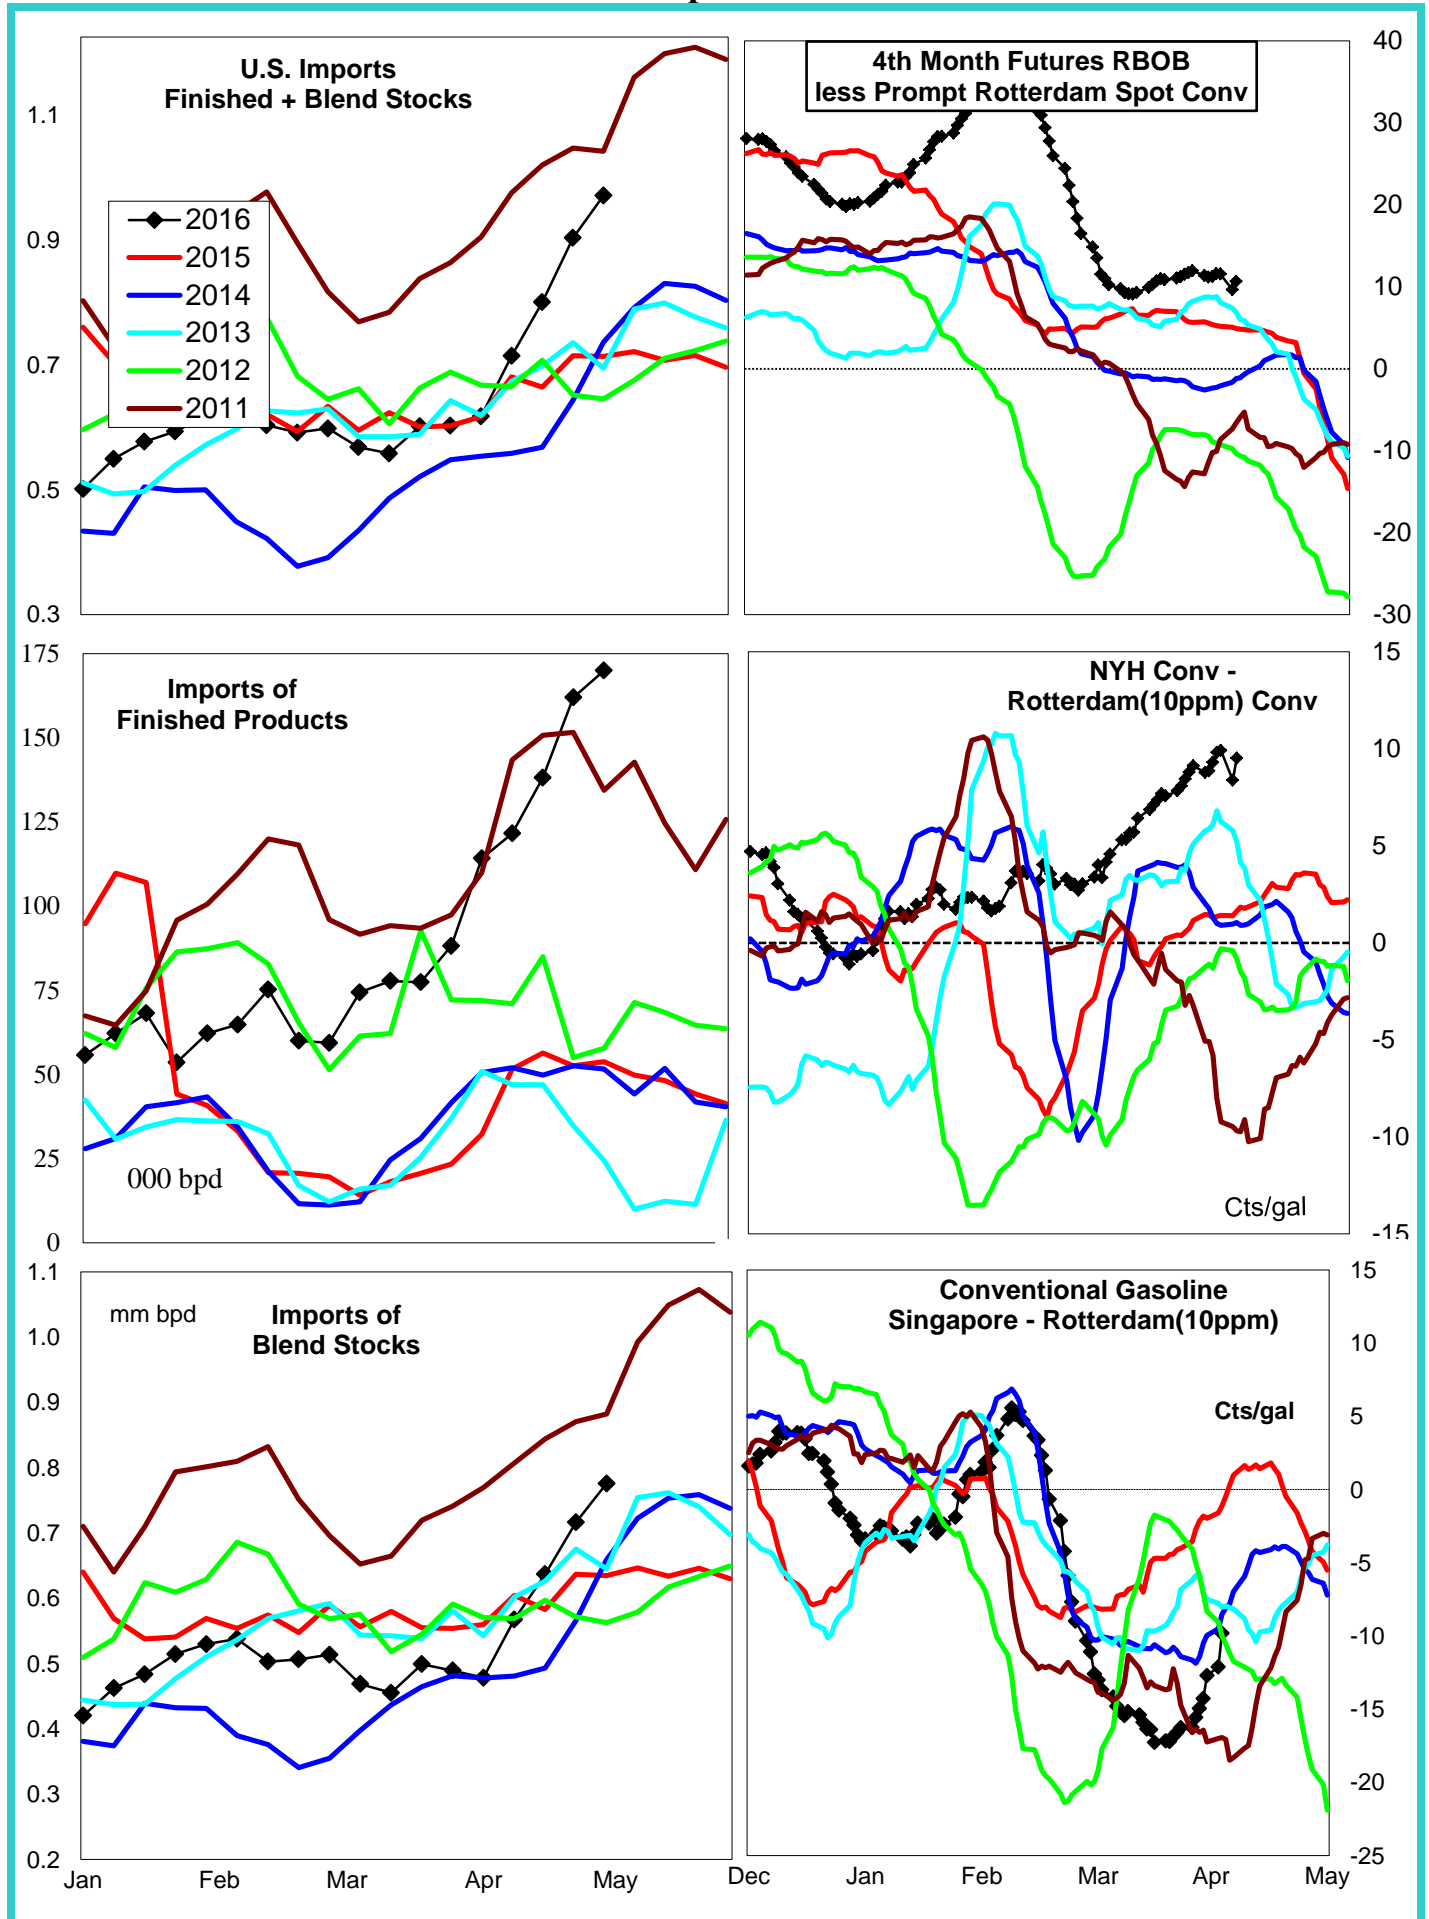 U.S. Imports
Finished + Blend Stocks
1.1
0.9
0.7
0.5
0.3
2016
2015
2014
2013
2012
2011
4th Month Futures RBOB
less Prompt Rotterdam Spot Conv
40
30
20
10
0
-10
-20
-30
175
150
125
100
75
50
25
0
Imports of
Finished Products
000 bpd
NYH Conv -
Rotterdam(10ppm) Conv
15
10
5
0
-5
-10
-15
Cts/gal
1.1
1.0
0.9
0.8
0.7
0.6
0.5
0.4
0.3
0.2
mm bpd
Imports of
Blend Stocks
Jan Feb Mar Apr May
Conventional Gasoline
Singapore - Rotterdam(10ppm)
Cts/gal
15
10
5
0
-5
-10
-15
-20
-25
Dec Jan Feb Mar Apr May